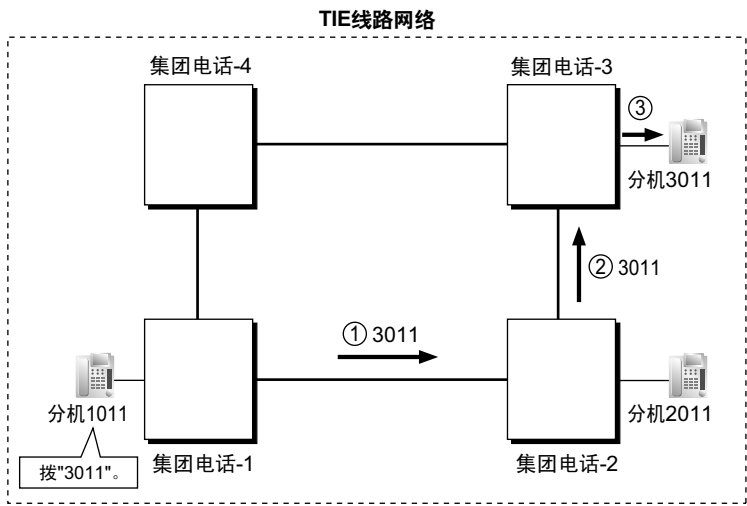 TIE线路网络
集团电话-4
集团电话-3
③
分机3011
② 3011
① 3011
分机1011
分机2011
拨"3011"。
集团电话-1
集团电话-2